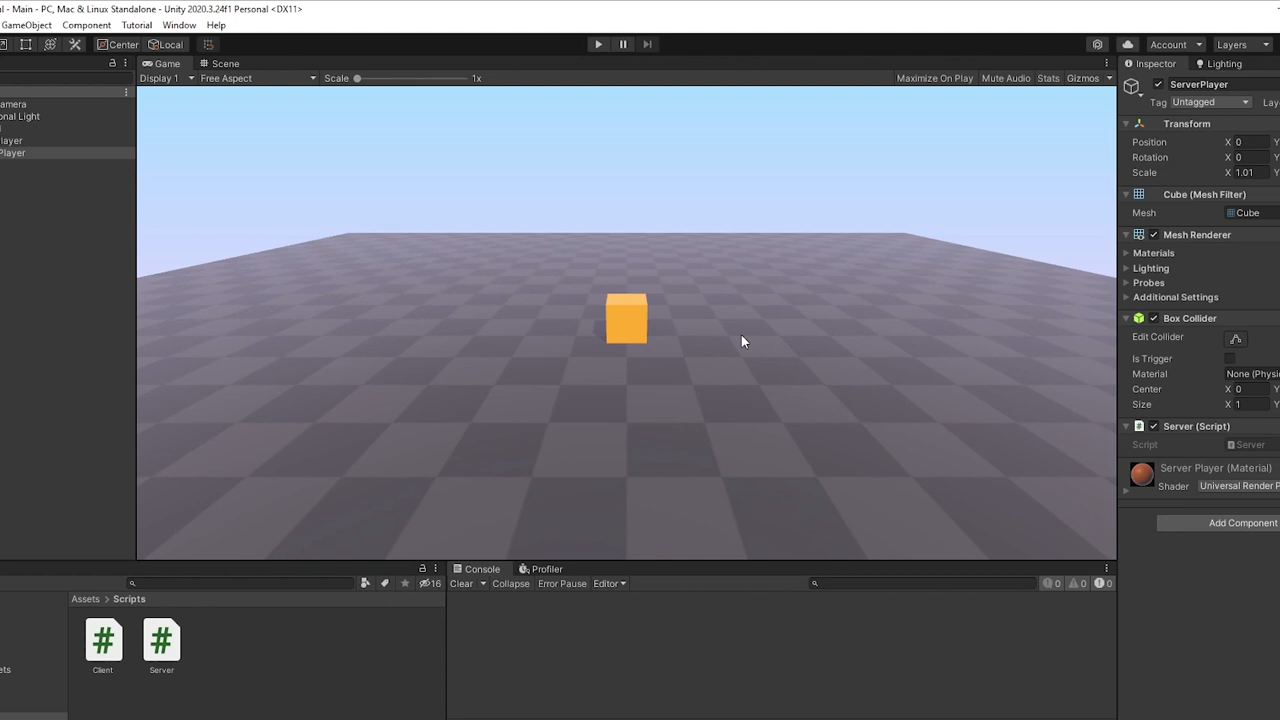 al - Main - PC, Mac & Linux Standalone - Unity 2020.3.24f1 Personal <DX11>
GameObject Component Tutorial Window Help
Center Local Account Layers
Game Scene
Display 1 Free Aspect Scale 1x Maximize On Play Mute Audio Stats Gizmos
amera
onal Light
l
layer
Player
Inspector Lighting
ServerPlayer
Tag Untagged Lay
Transform
Position X 0 Y
Rotation X 0 Y
Scale X 1.01 Y
Cube (Mesh Filter)
Mesh Cube
Mesh Renderer
Materials
Lighting
Probes
Additional Settings
Box Collider
Edit Collider
Is Trigger
Material None (Physi
Center X 0 Y
Size X 1 Y
Server (Script)
Script Server
Server Player (Material)
Shader Universal Render P
Add Component
16
Assets > Scripts
Client Server
ets
Console Profiler
Clear Collapse Error Pause Editor 0 0 0